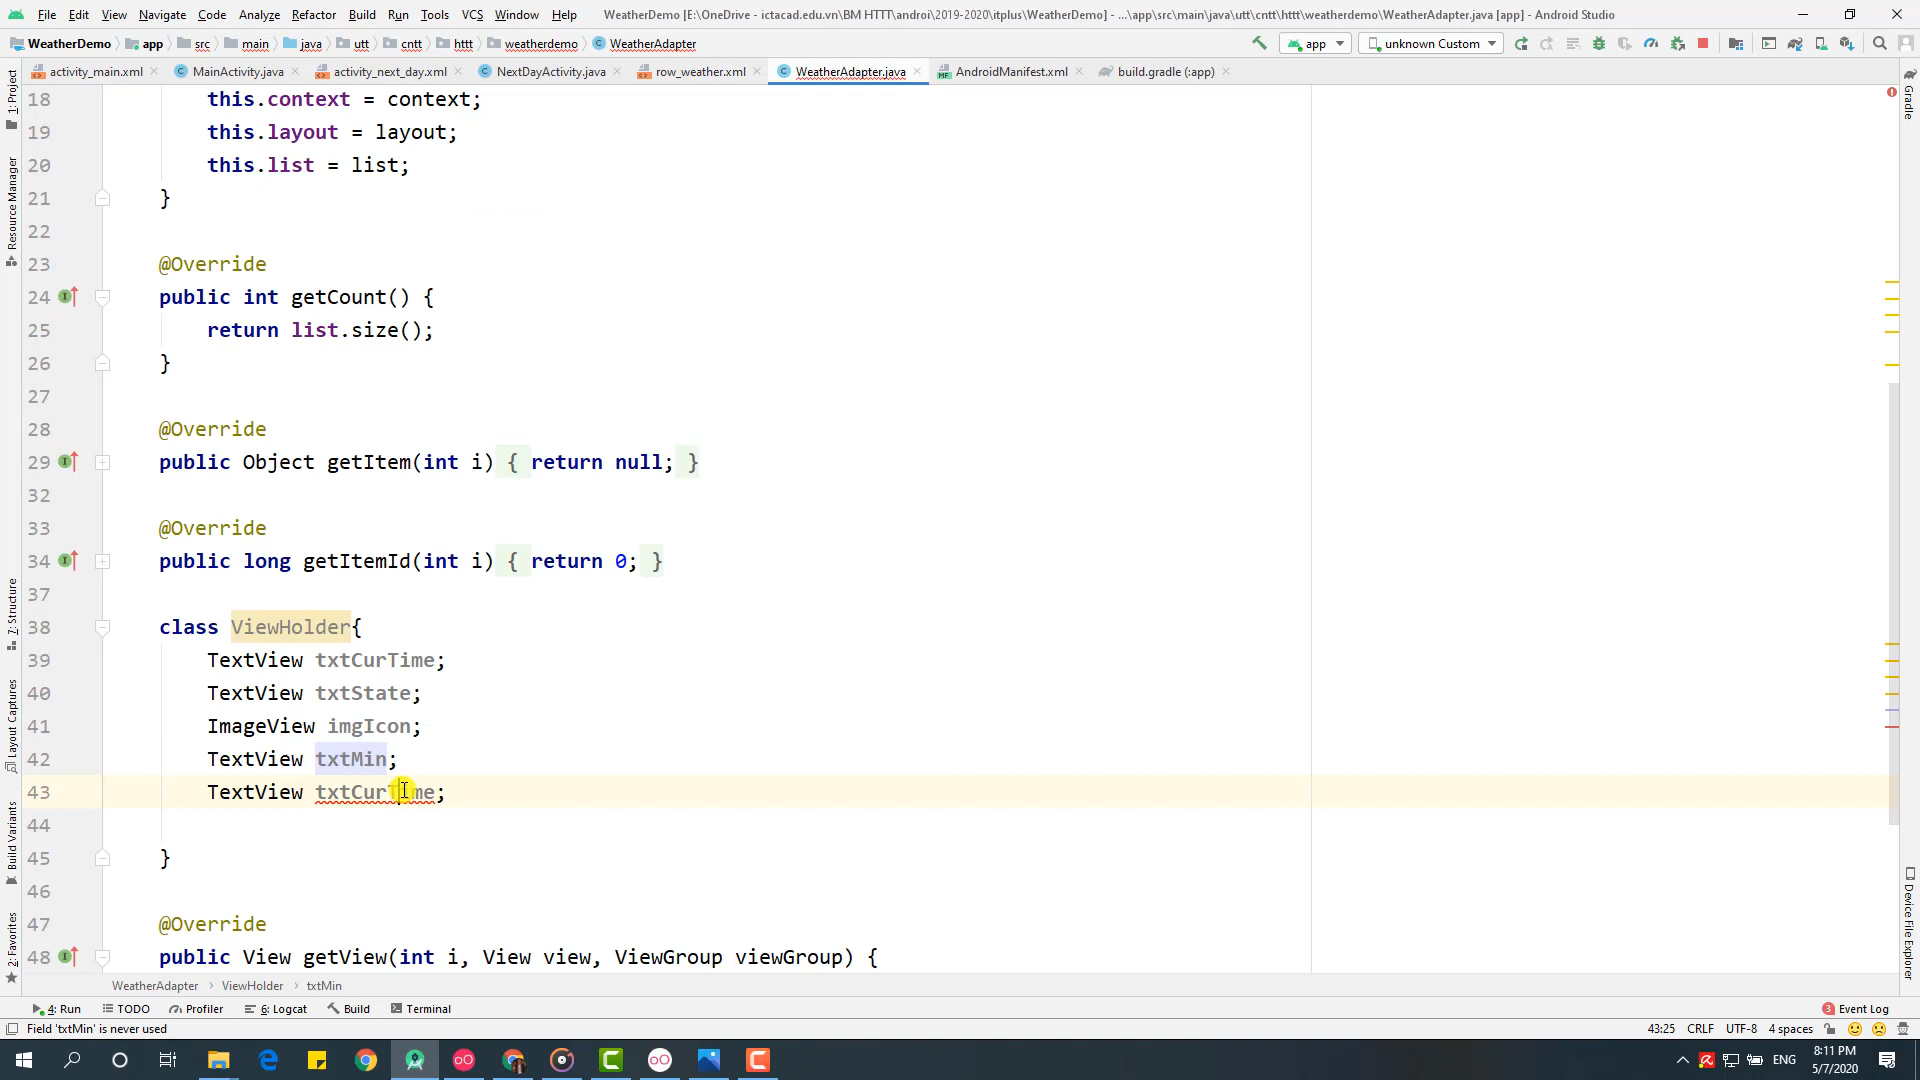 File Edit View Navigate Code Analyze Refactor Build Run Tools VCS Window Help WeatherDemo [E:\OneDrive - ictacad.edu.vn\BM HTTT\androi\2019-2020\itplus\WeatherDemo] - ...\app\src\main\java\utt\cntt\httt\weatherdemo\WeatherAdapter.java [app] - Android Studio
WeatherDemo app src main java utt cntt httt weatherdemo WeatherAdapter app unknown Custom
activity_main.xml MainActivity.java activity_next_day.xml NextDayActivity.java row_weather.xml WeatherAdapter.java AndroidManifest.xml build.gradle (:app)
1: Project
Resource Manager
7: Structure
Layout Captures
Build Variants
2: Favorites
18 this.context = context;
19 this.layout = layout;
20 this.list = list;
21 }
22
23 @Override
24 public int getCount() {
25 return list.size();
26 }
27
28 @Override
29 public Object getItem(int i) { return null; }
32
33 @Override
34 public long getItemId(int i) { return 0; }
37
38 class ViewHolder{
39 TextView txtCurTime;
40 TextView txtState;
41 ImageView imgIcon;
42 TextView txtMin;
43 TextView txtCurTime;
44
45 }
46
47 @Override
48 public View getView(int i, View view, ViewGroup viewGroup) {
Gradle
Device File Explorer
WeatherAdapter › ViewHolder › txtMin
4: Run TODO Profiler 6: Logcat Build Terminal 3 Event Log
Field 'txtMin' is never used 43:25 CRLF UTF-8 4 spaces
ENG 8:11 PM
5/7/2020